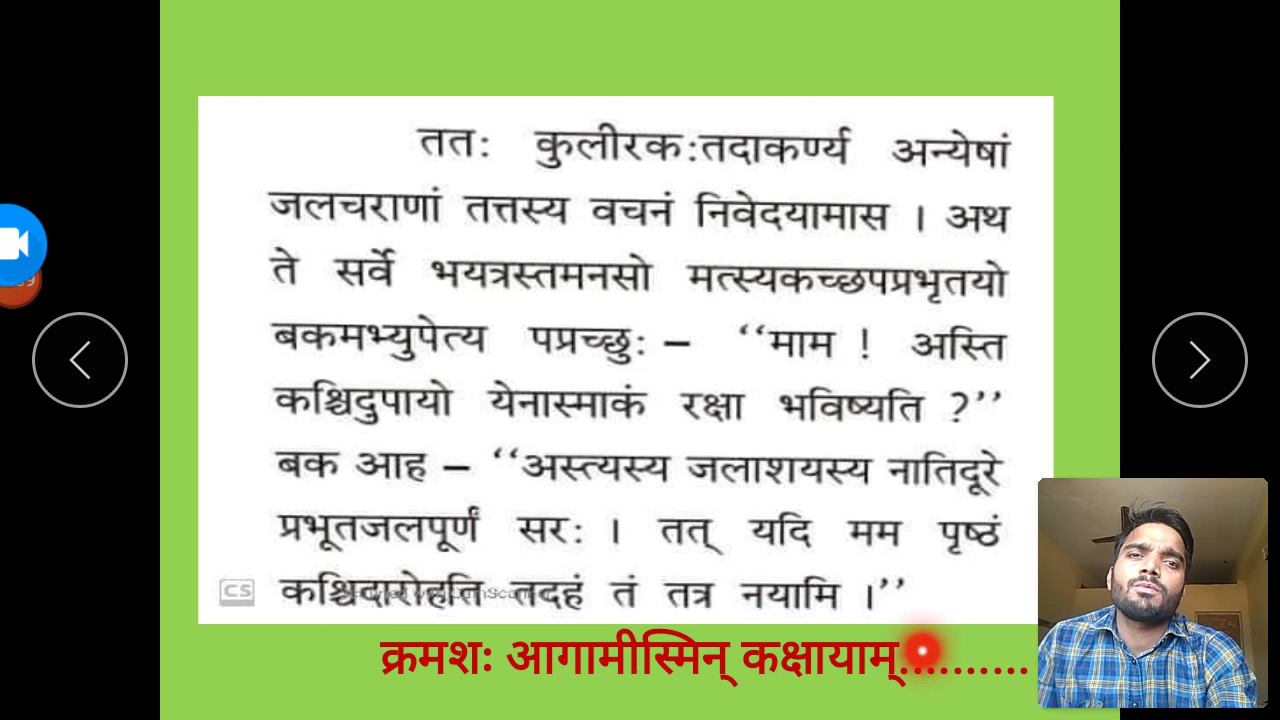 ततः कुलीरक:तदाकर्ण्य अन्येषां
जलचराणां तत्तस्य वचनं निवेदयामास । अथ
ते सर्वे भयत्रस्तमनसो मत्स्यकच्छपप्रभृतयो
बकमभ्युपेत्य पप्रच्छुः – ‘‘माम ! अस्ति
कश्चिदुपायो येनास्माकं रक्षा भविष्यति ?’’
बक आह – ‘‘अस्त्यस्य जलाशयस्य नातिदूरे
प्रभूतजलपूर्णं सरः । तत् यदि मम पृष्ठं
कश्चिदारोहति तदहं तं तत्र नयामि ।’’
CS
क्रमशः आगामीस्मिन् कक्षायाम्..........